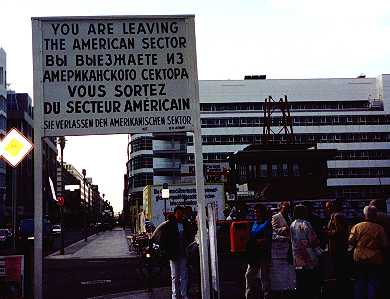 YOU ARE LEAVING
THE AMERICAN SECTOR
ВЫ ВЫЕЗЖАЕТЕ ИЗ
АМЕРИКАНСКОГО СЕКТОРА
VOUS SORTEZ
DU SECTEUR AMÉRICAIN
SIE VERLASSEN DEN AMERIKANISCHEN SEKTOR